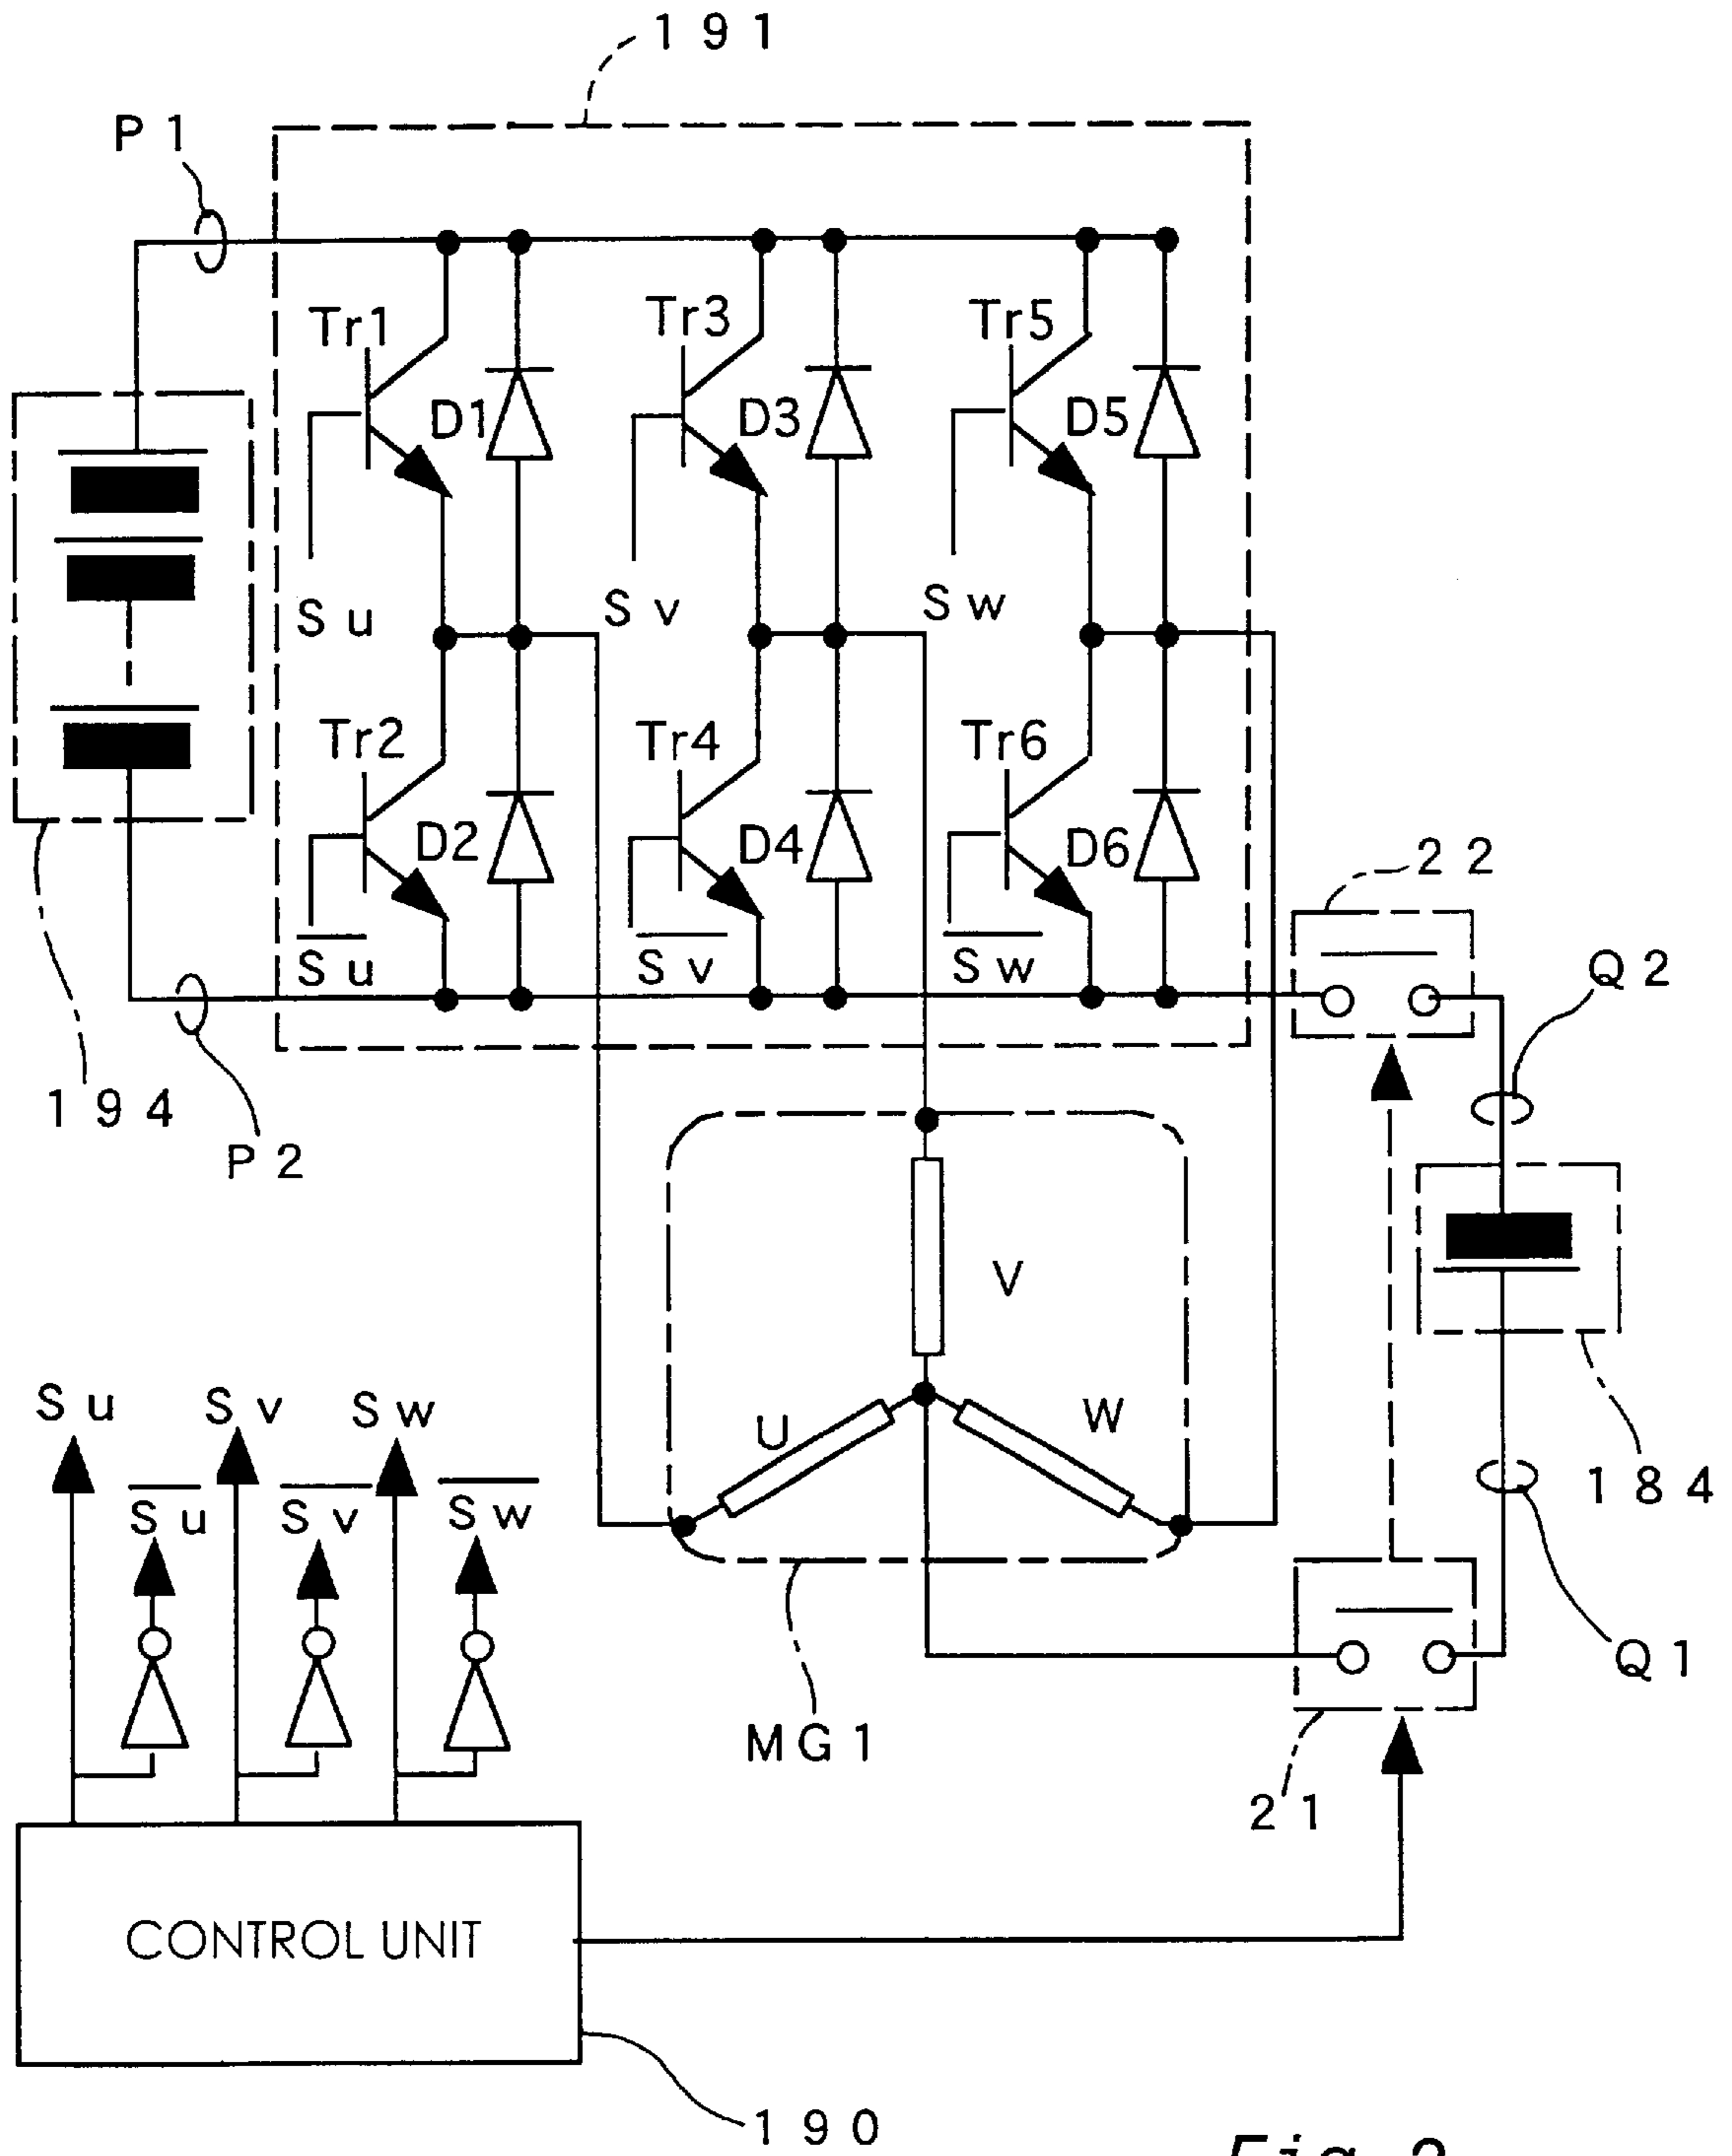 191
P1
Tr1
Tr3
Tr5
D1
D3
D5
Su
Sv
Sw
Tr2
Tr4
Tr6
D2
D4
D6
22
Su
Sv
Sw
Q2
194
P2
V
Su
Sv
Sw
U
W
184
Su
Sv
Sw
Q1
MG1
21
CONTROL UNIT
190